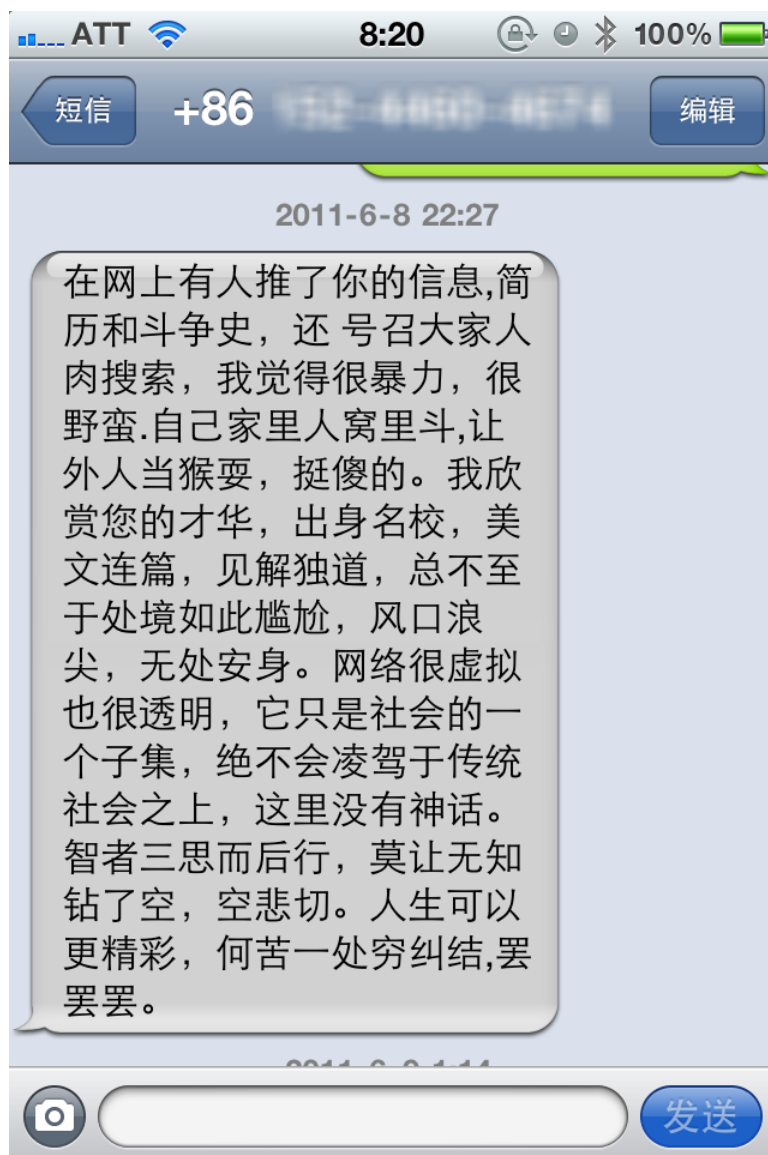 ATT 8:20 100%
短信 +86 编辑
2011-6-8 22:27
在网上有人推了你的信息,简
历和斗争史，还 号召大家人
肉搜索，我觉得很暴力，很
野蛮.自己家里人窝里斗,让
外人当猴耍，挺傻的。我欣
赏您的才华，出身名校，美
文连篇，见解独道，总不至
于处境如此尴尬，风口浪
尖，无处安身。网络很虚拟
也很透明，它只是社会的一
个子集，绝不会凌驾于传统
社会之上，这里没有神话。
智者三思而后行，莫让无知
钻了空，空悲切。人生可以
更精彩，何苦一处穷纠结,罢
罢罢。
发送